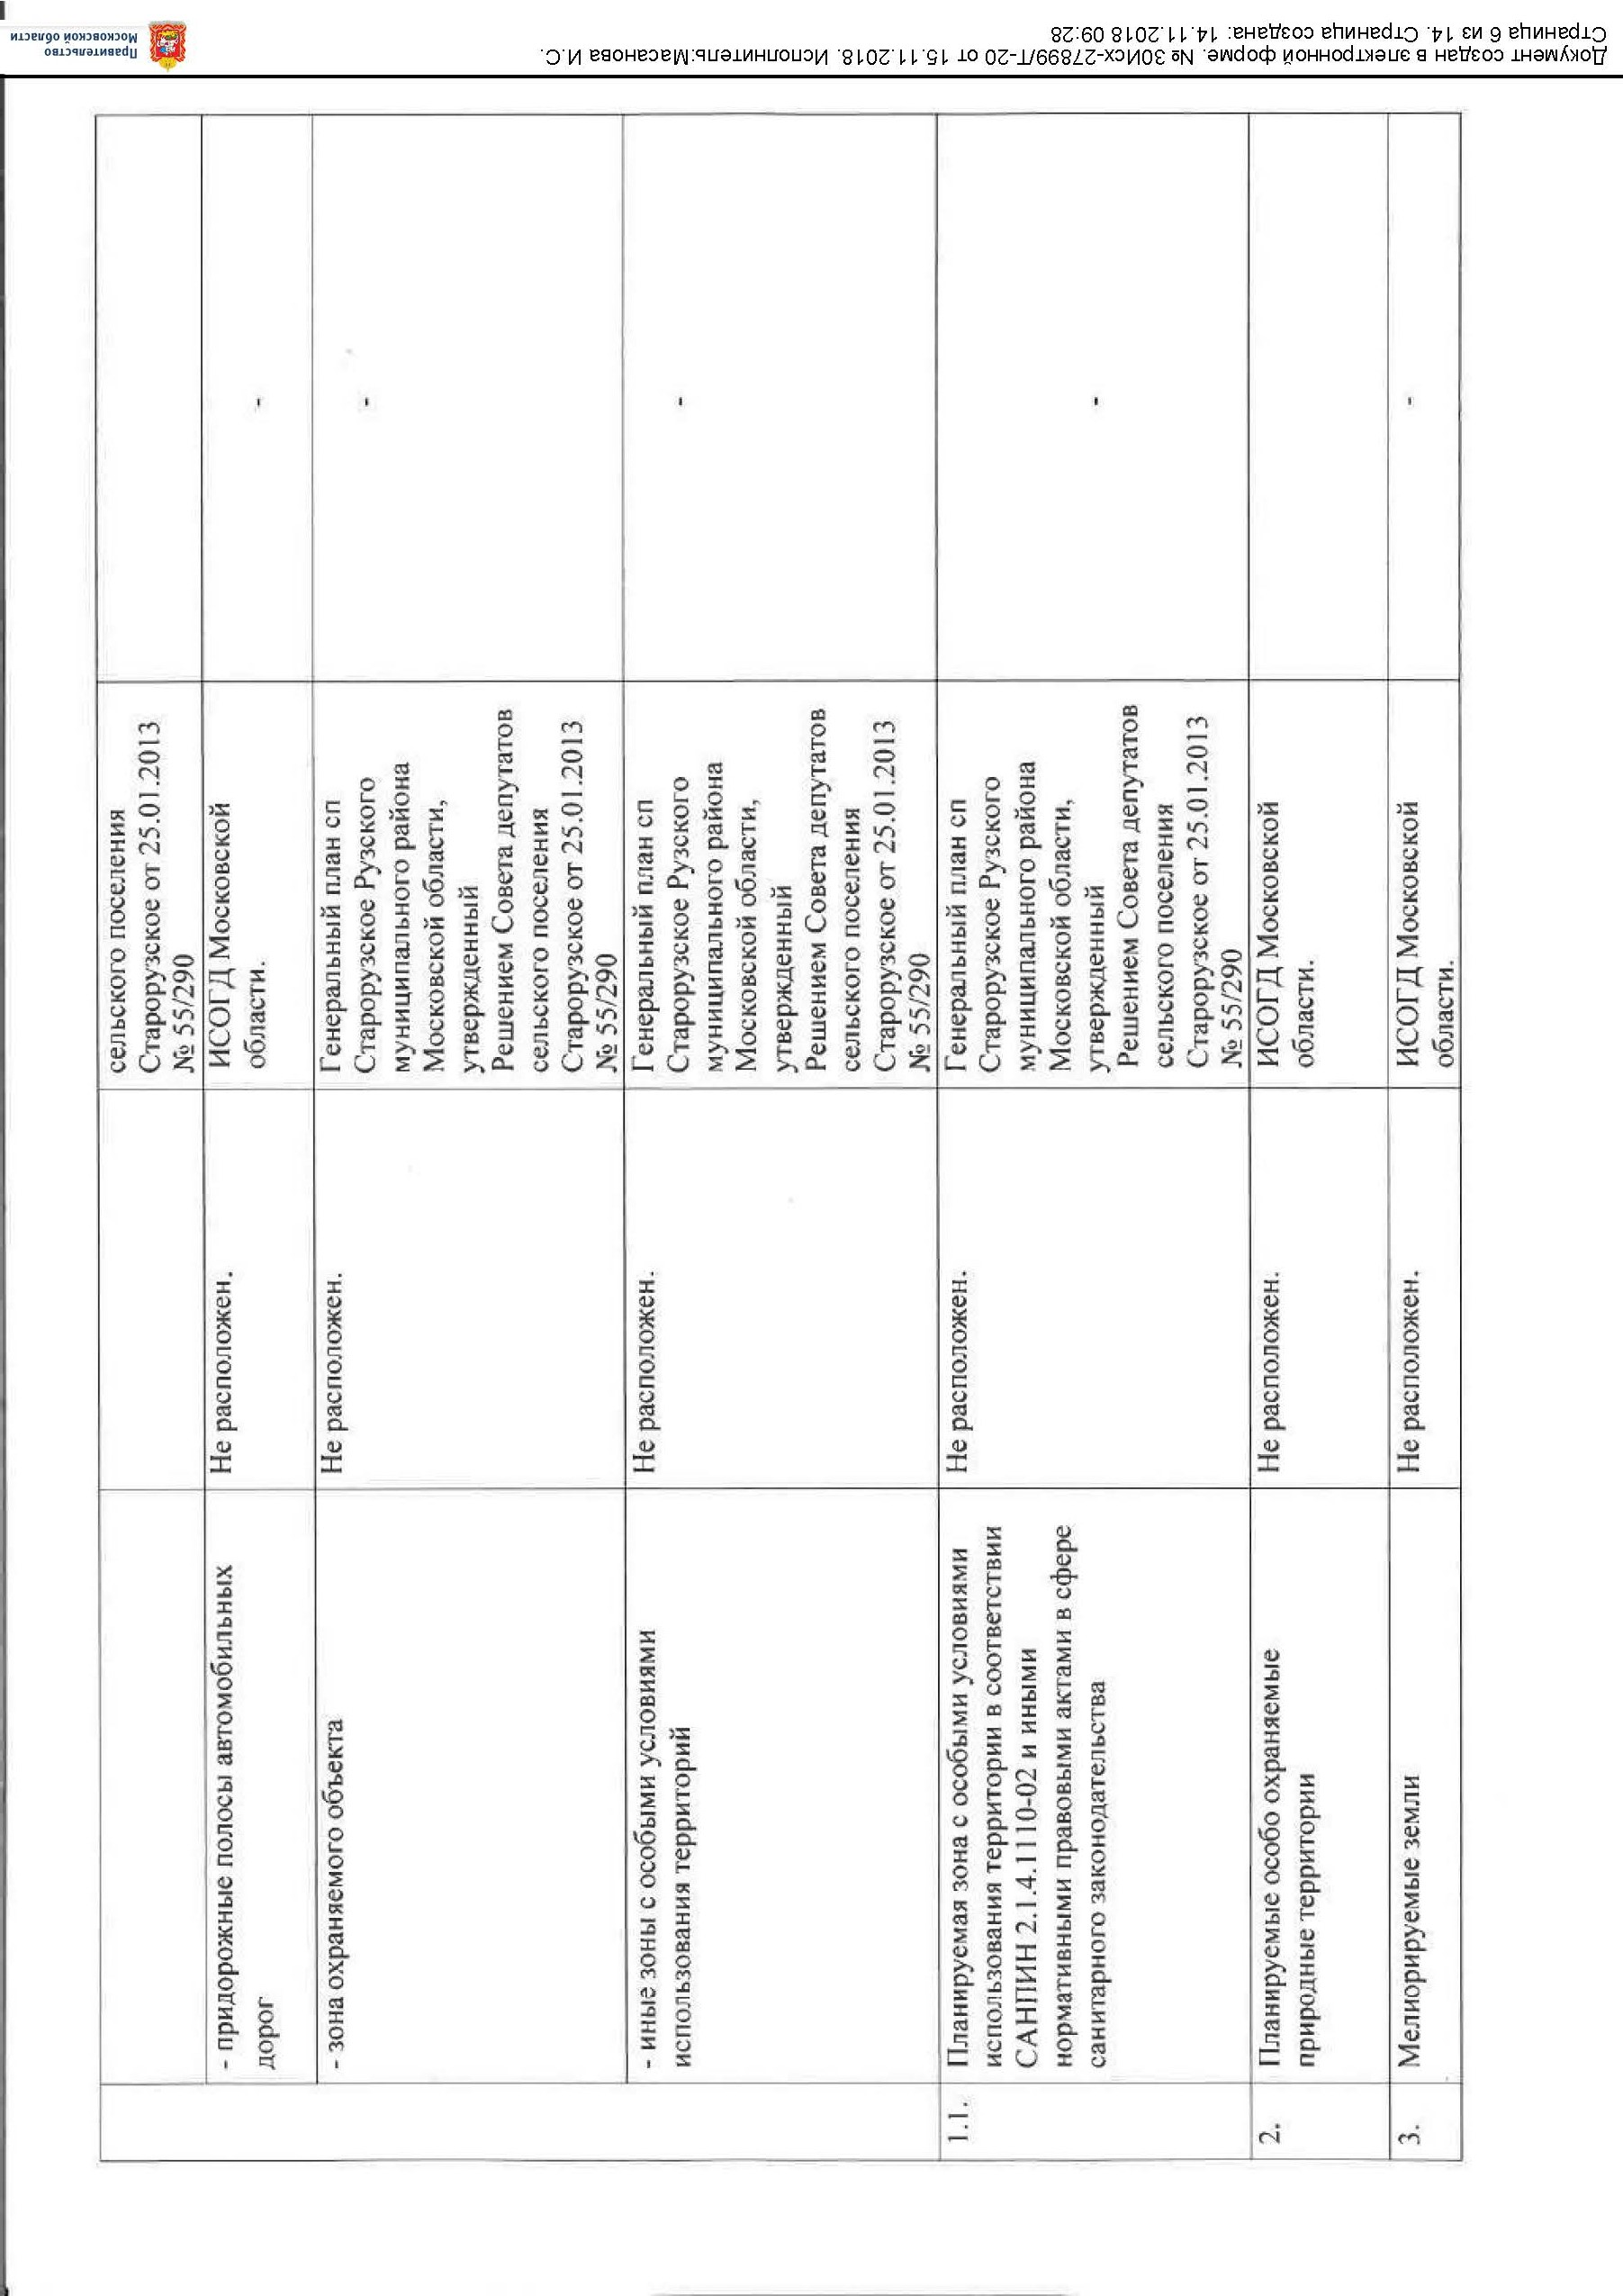 Документ создан в электронной форме. № 30Исх-27899/Т-20 от 15.11.2018. Исполнитель:Масанова И.С.
Страница 6 из 14. Страница создана: 14.11.2018 09:28
Правительство
Московской области
сельского поселения
Старорузское от 25.01.2013
№ 55/290
- придорожные полосы автомобильных
дорог
Не расположен.
ИСОГД Московской
области.
-
- зона охраняемого объекта
Не расположен.
Генеральный план сп
Старорузское Рузского
муниципального района
Московской области,
утвержденный
Решением Совета депутатов
сельского поселения
Старорузское от 25.01.2013
№ 55/290
-
- иные зоны с особыми условиями
использования территорий
Не расположен.
Генеральный план сп
Старорузское Рузского
муниципального района
Московской области,
утвержденный
Решением Совета депутатов
сельского поселения
Старорузское от 25.01.2013
№ 55/290
-
1.1.
Планируемая зона с особыми условиями
использования территории в соответствии
САНПИН 2.1.4.1110-02 и иными
нормативными правовыми актами в сфере
санитарного законодательства
Не расположен.
Генеральный план сп
Старорузское Рузского
муниципального района
Московской области,
утвержденный
Решением Совета депутатов
сельского поселения
Старорузское от 25.01.2013
№ 55/290
-
2.
Планируемые особо охраняемые
природные территории
Не расположен.
ИСОГД Московской
области.
3.
Мелиорируемые земли
Не расположен.
ИСОГД Московской
области.
-